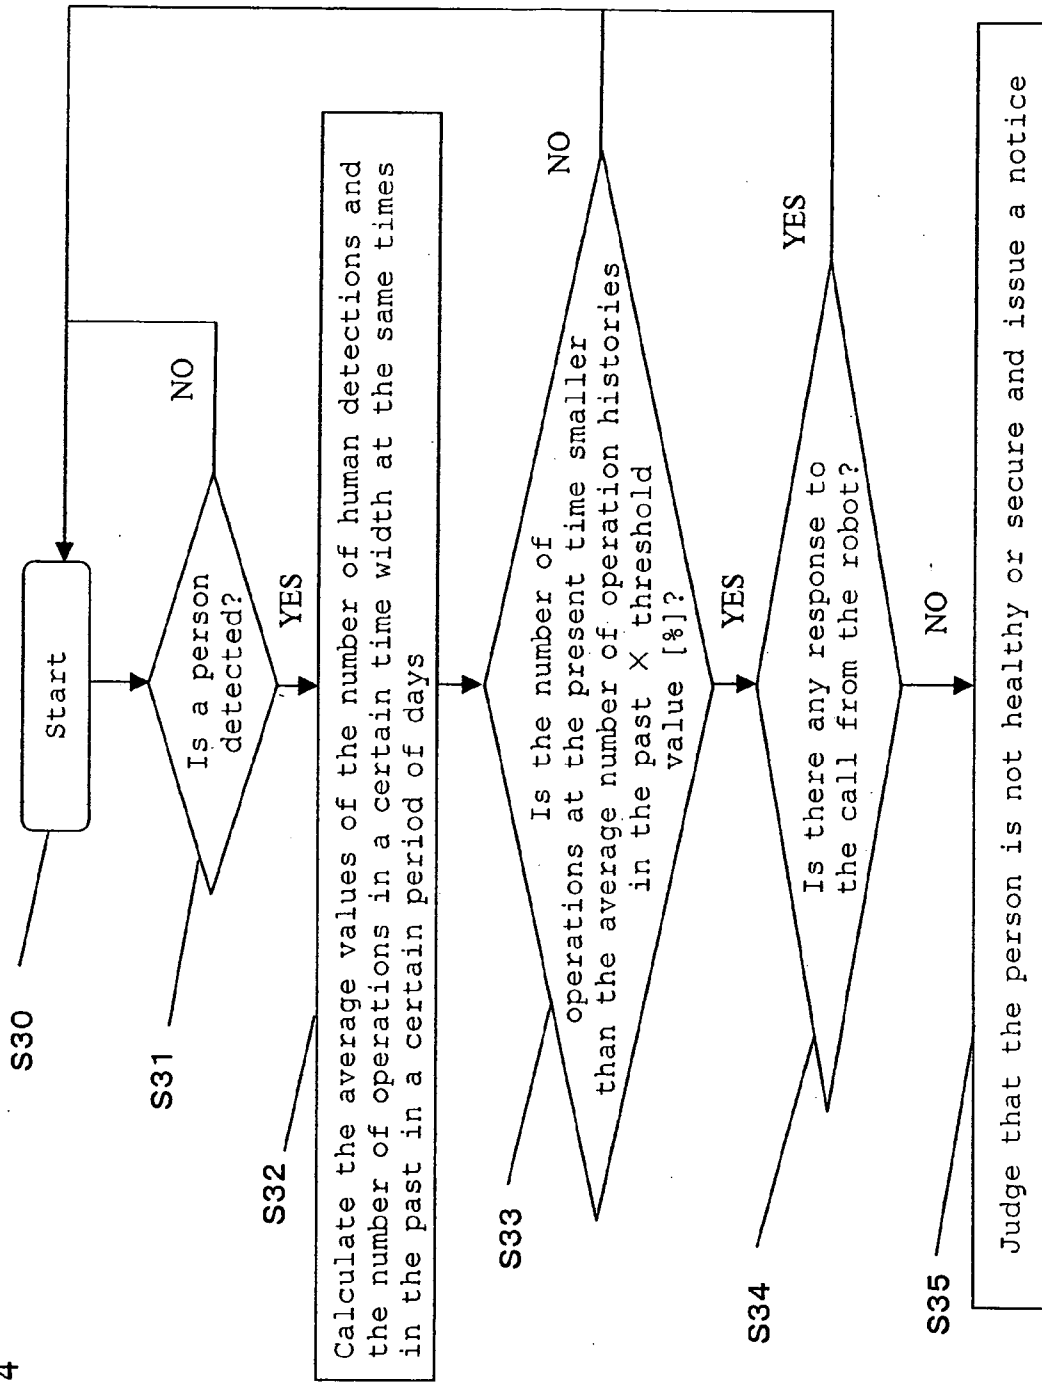 4
S30
Start
S31
Is a person
detected?
NO
YES
S32
Calculate the average values of the number of human detections and
the number of operations in a certain time width at the same times
in the past in a certain period of days
S33
Is the number of
operations at the present time smaller
than the average number of operation histories
in the past × threshold
value [%]?
NO
YES
S34
Is there any response to
the call from the robot?
YES
NO
S35
Judge that the person is not healthy or secure and issue a notice